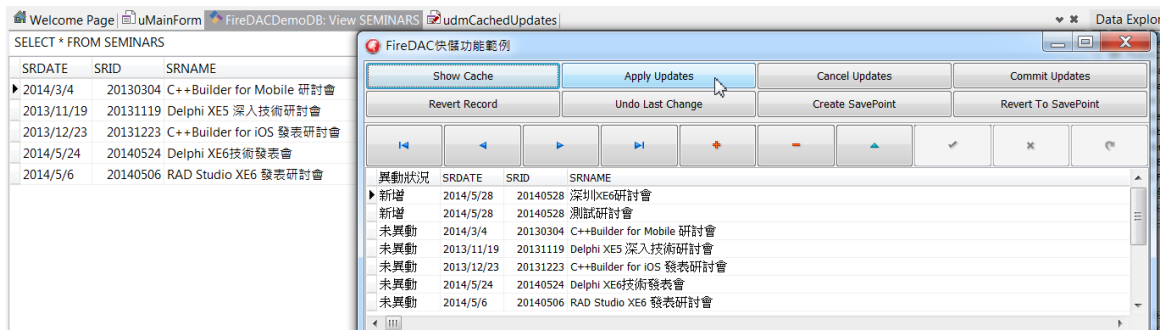 Welcome Page uMainForm FireDACDemoDB: View SEMINARS udmCachedUpdates Data Explor
SELECT * FROM SEMINARS
SRDATE SRID SRNAME
2014/3/4 20130304 C++Builder for Mobile 研討會
2013/11/19 20131119 Delphi XE5 深入技術研討會
2013/12/23 20131223 C++Builder for iOS 發表研討會
2014/5/24 20140524 Delphi XE6技術發表會
2014/5/6 20140506 RAD Studio XE6 發表研討會
FireDAC快儲功能範例
Show Cache Apply Updates Cancel Updates Commit Updates
Revert Record Undo Last Change Create SavePoint Revert To SavePoint
異動狀況 SRDATE SRID SRNAME
新增 2014/5/28 20140528 深圳XE6研討會
新增 2014/5/28 20140528 測試研討會
未異動 2014/3/4 20130304 C++Builder for Mobile 研討會
未異動 2013/11/19 20131119 Delphi XE5 深入技術研討會
未異動 2013/12/23 20131223 C++Builder for iOS 發表研討會
未異動 2014/5/24 20140524 Delphi XE6技術發表會
未異動 2014/5/6 20140506 RAD Studio XE6 發表研討會